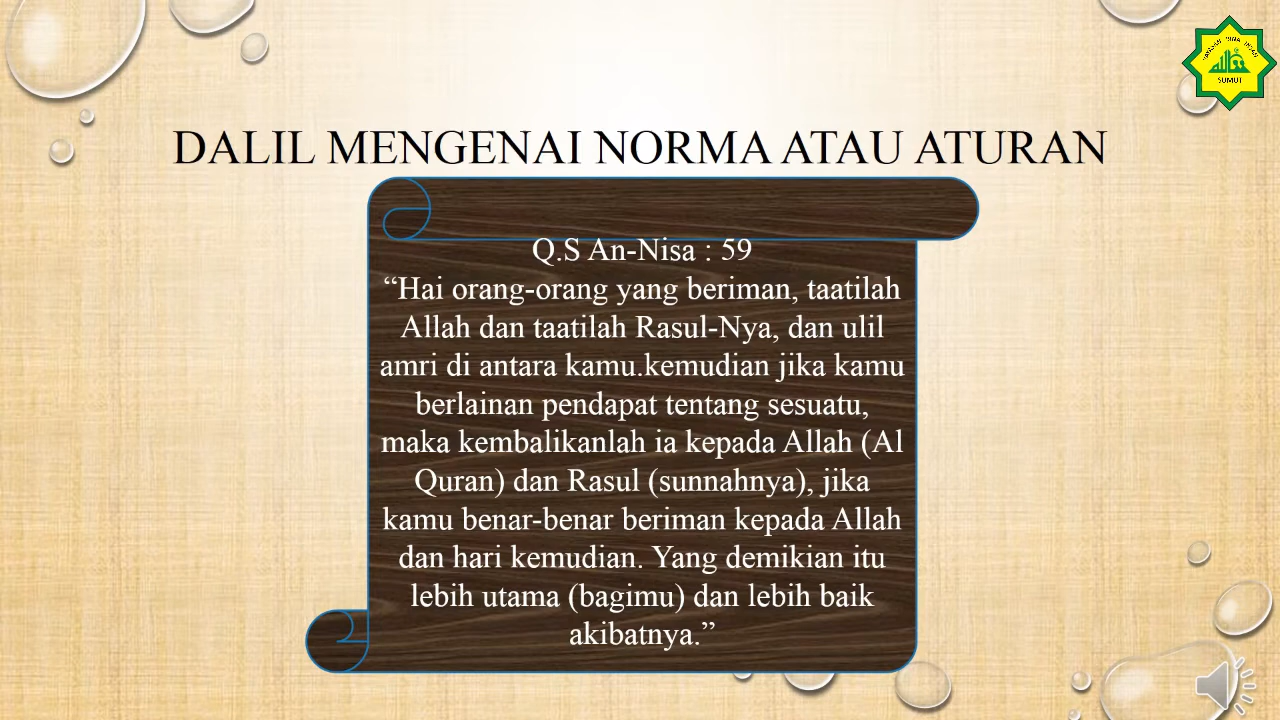 SUMUT
DALIL MENGENAI NORMA ATAU ATURAN
Q.S An-Nisa : 59
“Hai orang-orang yang beriman, taatilah
Allah dan taatilah Rasul-Nya, dan ulil
amri di antara kamu.kemudian jika kamu
berlainan pendapat tentang sesuatu,
maka kembalikanlah ia kepada Allah (Al
Quran) dan Rasul (sunnahnya), jika
kamu benar-benar beriman kepada Allah
dan hari kemudian. Yang demikian itu
lebih utama (bagimu) dan lebih baik
akibatnya.”